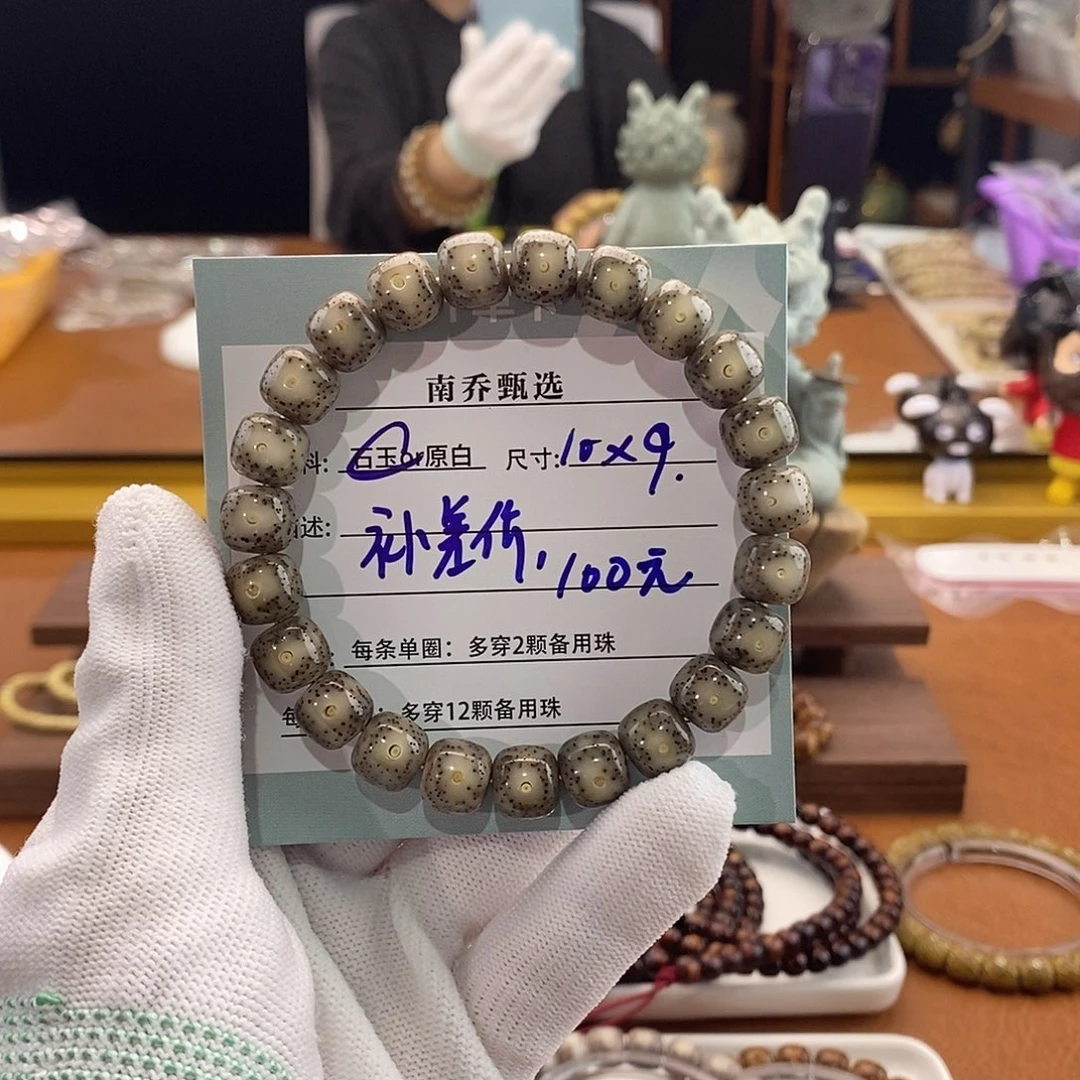 南乔甄选
料: 石玉or原白 尺寸:10×9.
述: 补差价, 100元
每条单圈：多穿2颗备用珠
每 ：多穿12颗备用珠